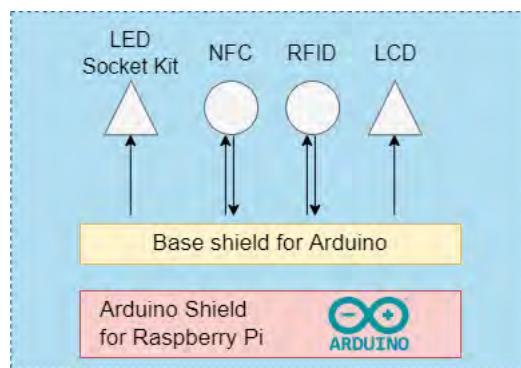 LED
Socket Kit
NFC
RFID
LCD
Base shield for Arduino
Arduino Shield
for Raspberry Pi
ARDUINO